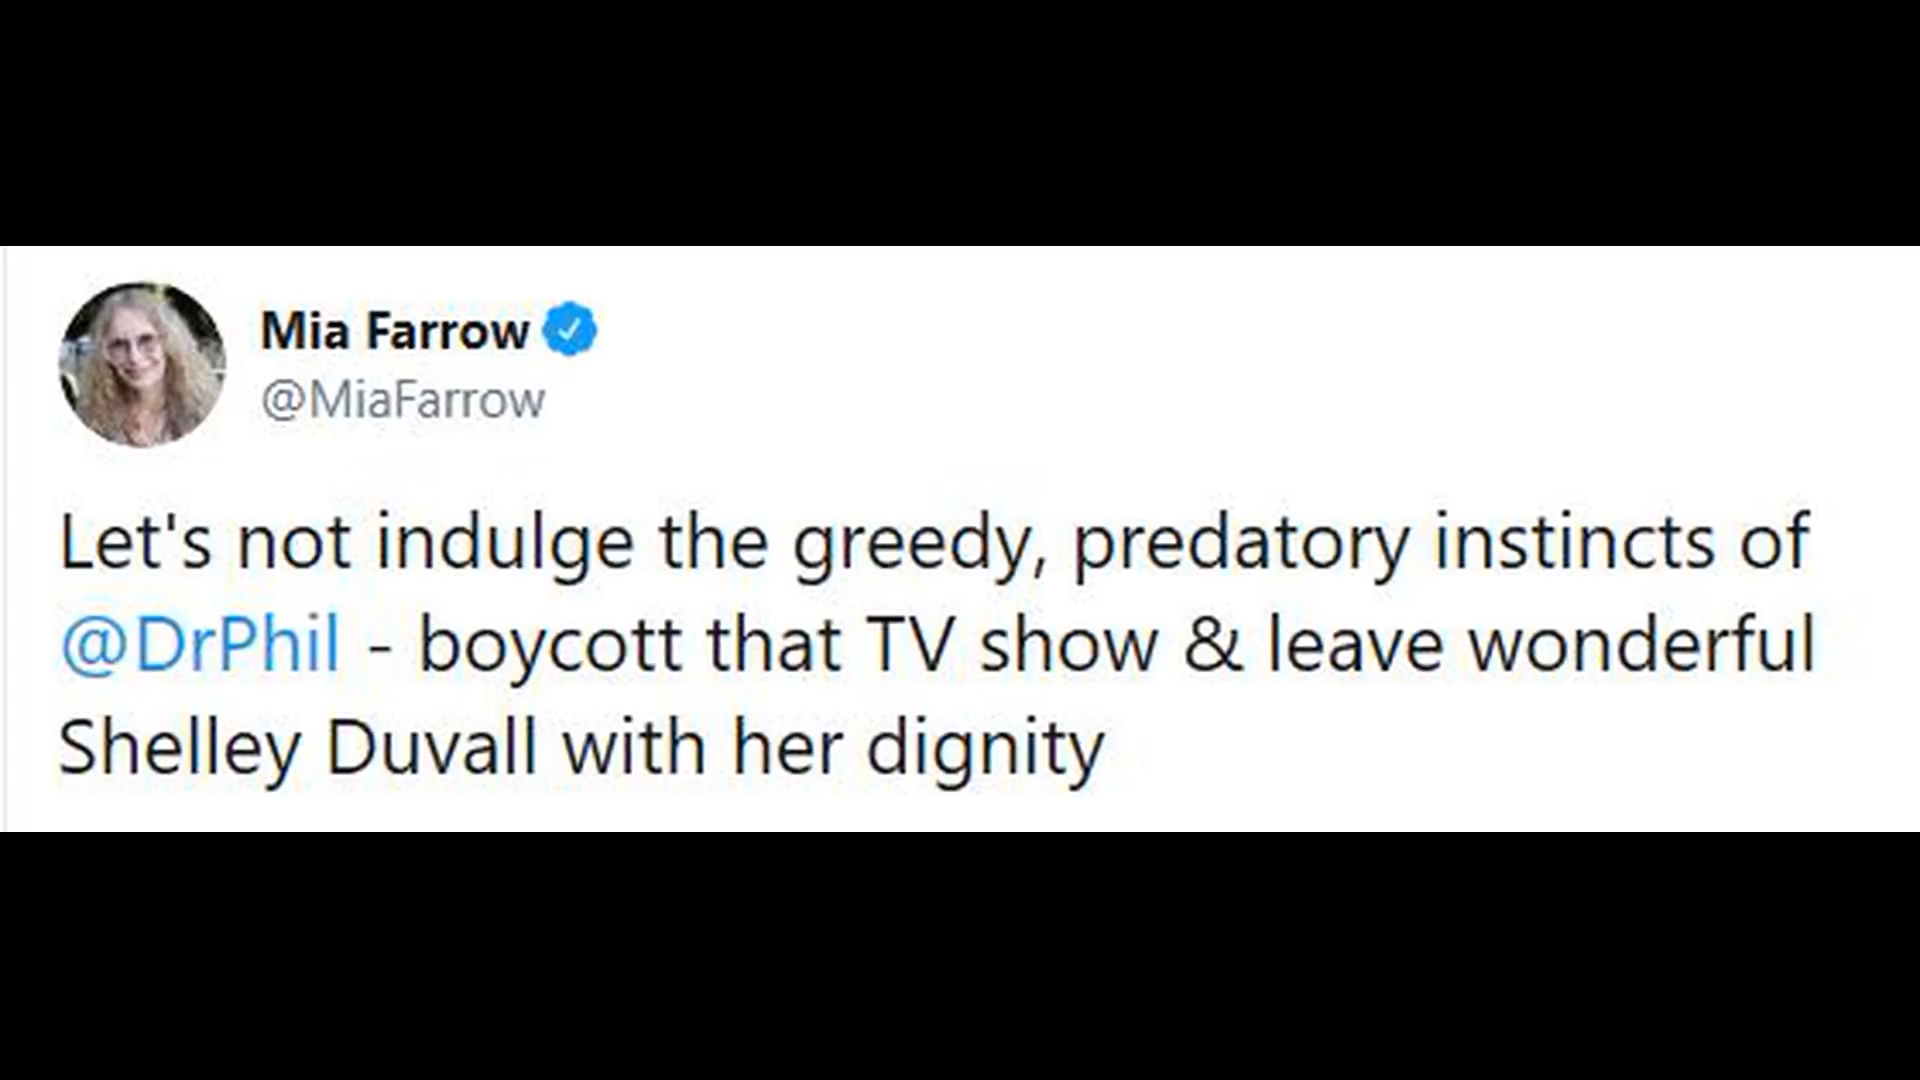 Mia Farrow
@MiaFarrow
Let's not indulge the greedy, predatory instincts of
@DrPhil - boycott that TV show & leave wonderful
Shelley Duvall with her dignity